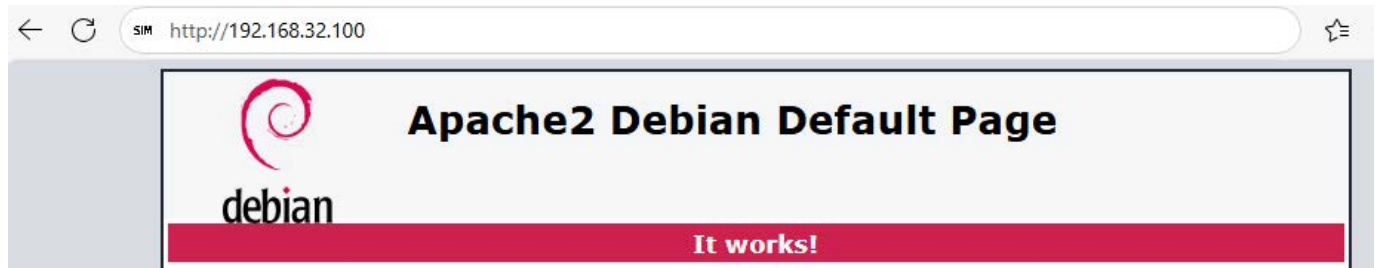 SIM http://192.168.32.100
Apache2 Debian Default Page
debian
It works!